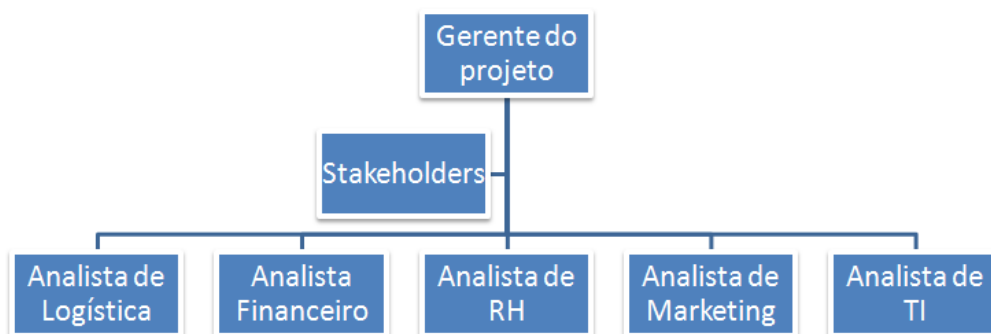 Gerente do
projeto
Stakeholders
Analista de
Logística
Analista
Financeiro
Analista de
RH
Analista de
Marketing
Analista de
TI